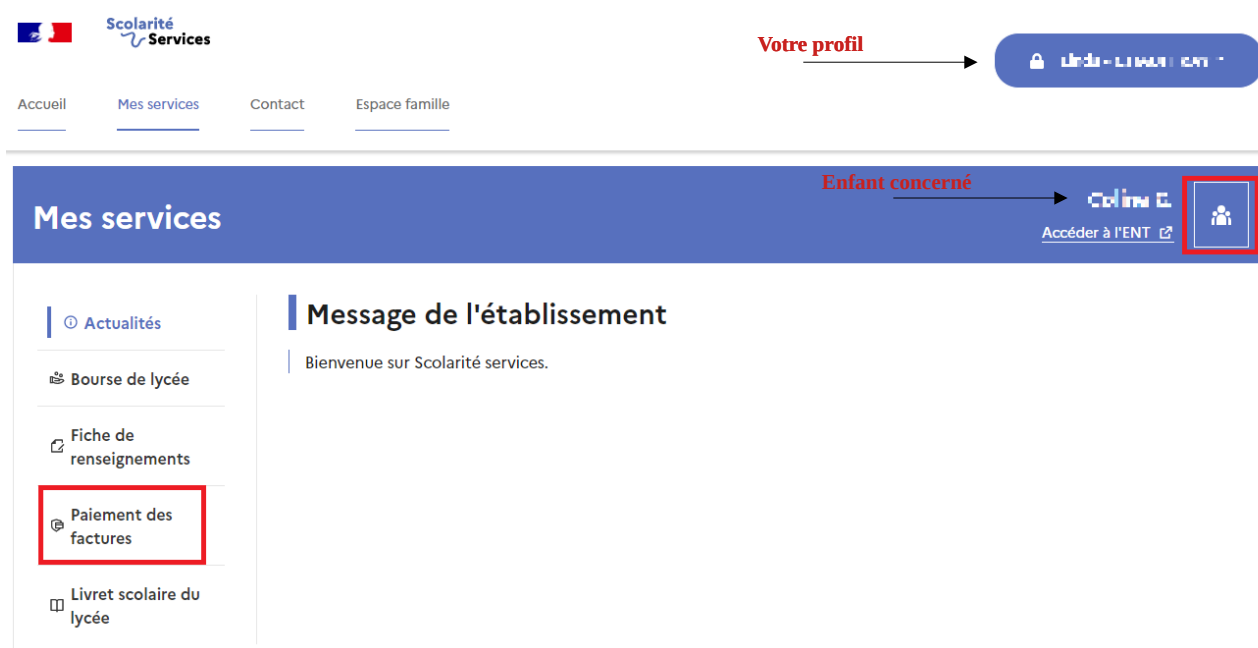 Scolarité
Services
Votre profil
Accueil
Mes services
Contact
Espace famille
Enfant concerné
Mes services
Accéder à l'ENT
Actualités
Message de l'établissement
Bienvenue sur Scolarité services.
Bourse de lycée
Fiche de
renseignements
Paiement des
factures
Livret scolaire du
lycée